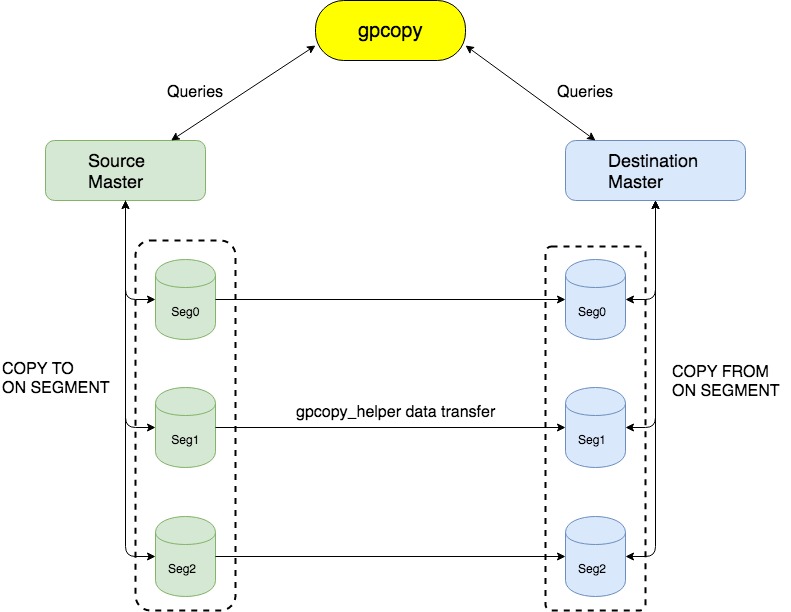 gpcopy
Queries
Queries
Source
Master
Destination
Master
Seg0
Seg0
COPY TO
ON SEGMENT
COPY FROM
ON SEGMENT
gpcopy_helper data transfer
Seg1
Seg1
Seg2
Seg2